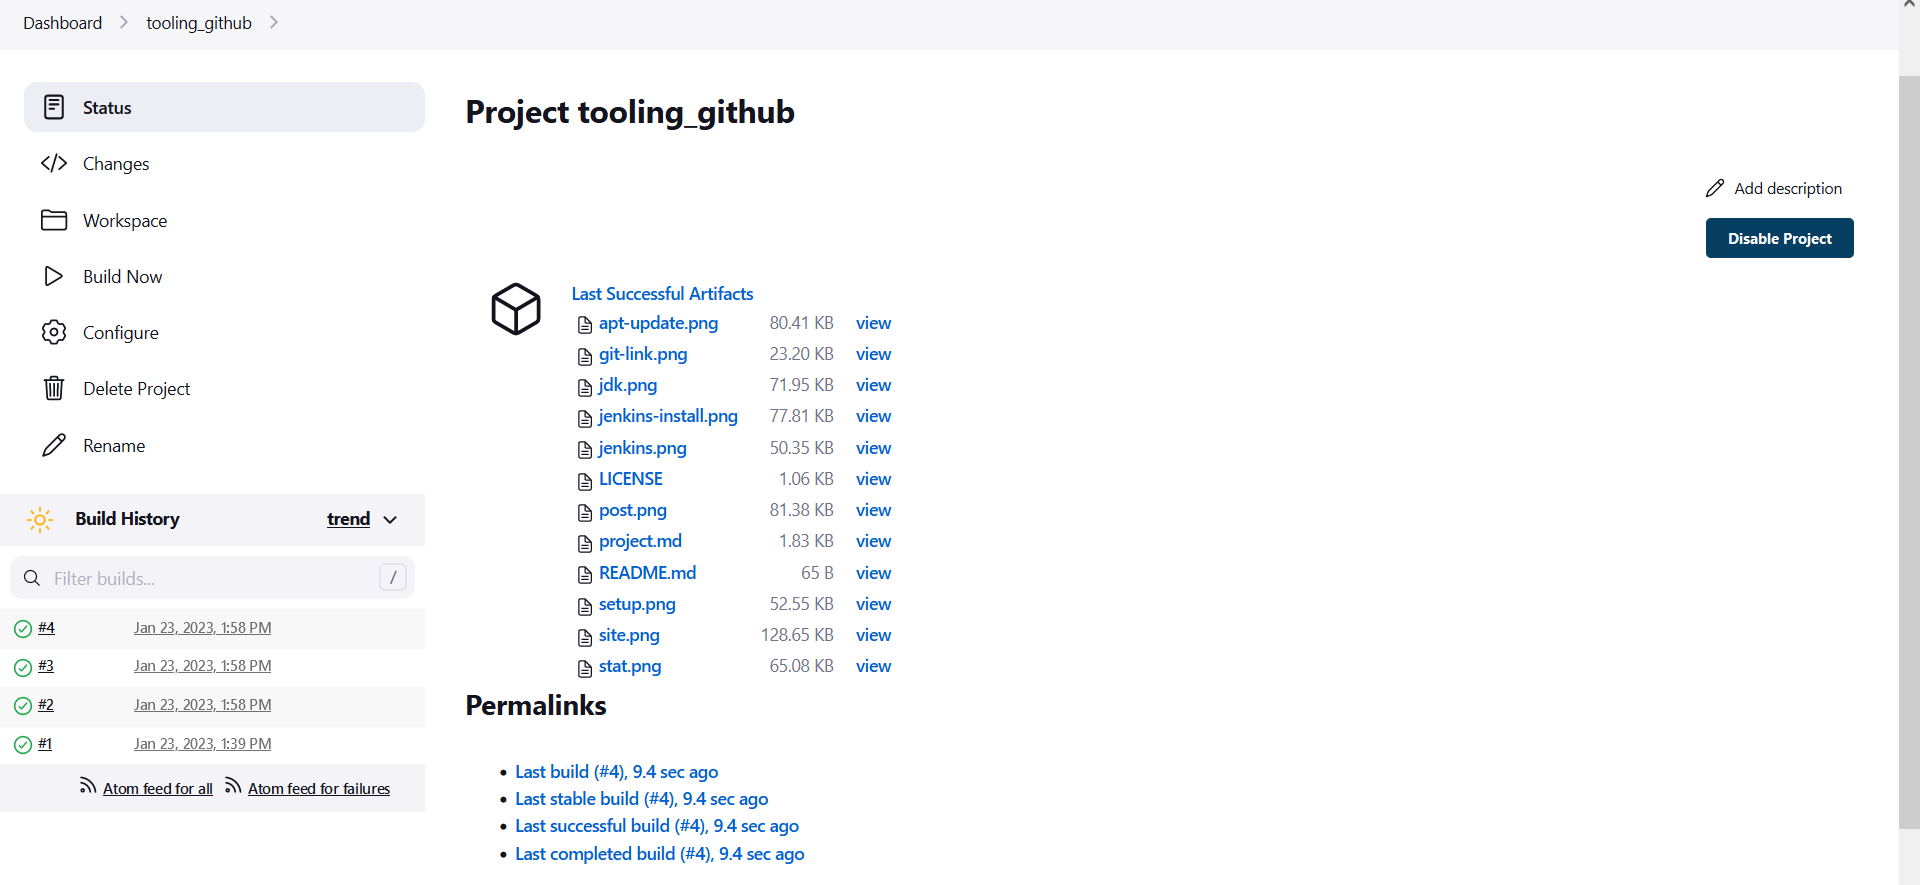 Dashboard > tooling_github >
Status
Changes
Workspace
Build Now
Configure
Delete Project
Rename
Build History trend
Filter builds... /
#4 Jan 23, 2023, 1:58 PM
#3 Jan 23, 2023, 1:58 PM
#2 Jan 23, 2023, 1:58 PM
#1 Jan 23, 2023, 1:39 PM
Atom feed for all Atom feed for failures
Project tooling_github
Add description
Disable Project
Last Successful Artifacts
apt-update.png 80.41 KB view
git-link.png 23.20 KB view
jdk.png 71.95 KB view
jenkins-install.png 77.81 KB view
jenkins.png 50.35 KB view
LICENSE 1.06 KB view
post.png 81.38 KB view
project.md 1.83 KB view
README.md 65 B view
setup.png 52.55 KB view
site.png 128.65 KB view
stat.png 65.08 KB view
Permalinks
• Last build (#4), 9.4 sec ago
• Last stable build (#4), 9.4 sec ago
• Last successful build (#4), 9.4 sec ago
• Last completed build (#4), 9.4 sec ago